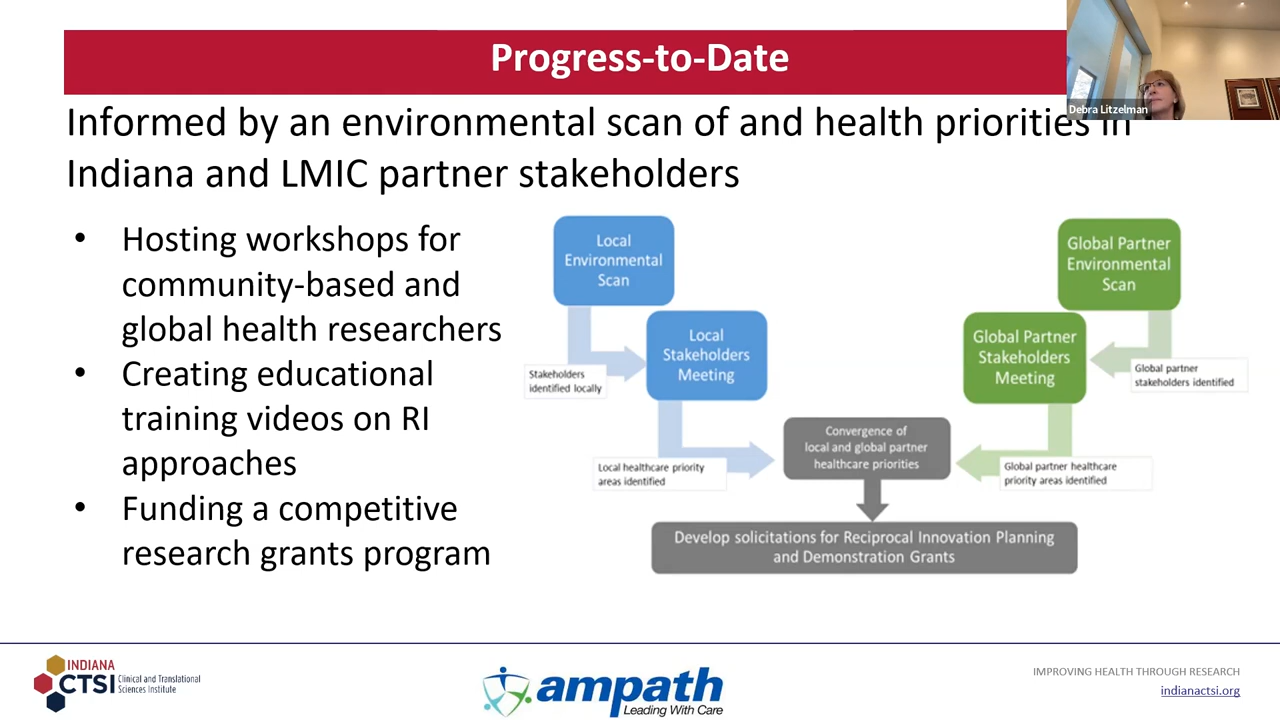 Progress-to-Date
Debra Litzelman
Informed by an environmental scan of and health priorities in
Indiana and LMIC partner stakeholders
• Hosting workshops for
community-based and
global health researchers
• Creating educational
training videos on RI
approaches
• Funding a competitive
research grants program
Local
Environmental
Scan
Stakeholders
identified locally
Local
Stakeholders
Meeting
Local healthcare priority
areas identified
Global Partner
Environmental
Scan
Global partner
stakeholders identified
Global Partner
Stakeholders
Meeting
Global partner healthcare
priority areas identified
Convergence of
local and global partner
healthcare priorities
Develop solicitations for Reciprocal Innovation Planning
and Demonstration Grants
INDIANA
CTSI
Clinical and Translational
Sciences Institute
ampath
Leading With Care
IMPROVING HEALTH THROUGH RESEARCH
indianactsi.org